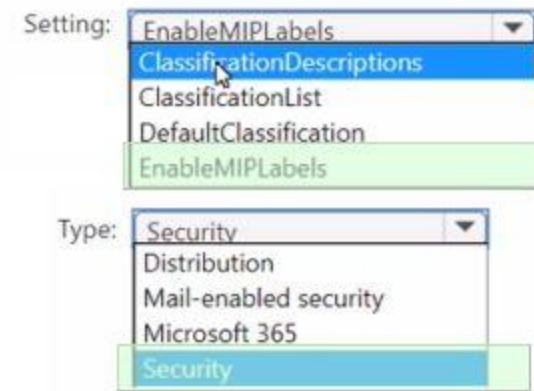 Setting: EnableMIPLabels
ClassificationDescriptions
ClassificationList
DefaultClassification
EnableMIPLabels
Type: Security
Distribution
Mail-enabled security
Microsoft 365
Security